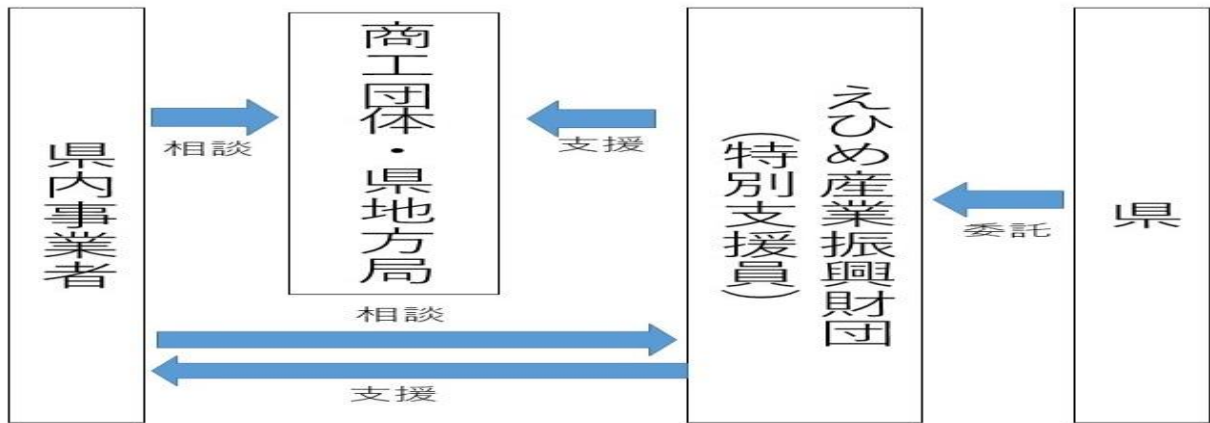 県内事業者
相談
商工団体・県地方局
支援
えひめ産業振興財団
（特別支援員）
委託
県
相談
支援